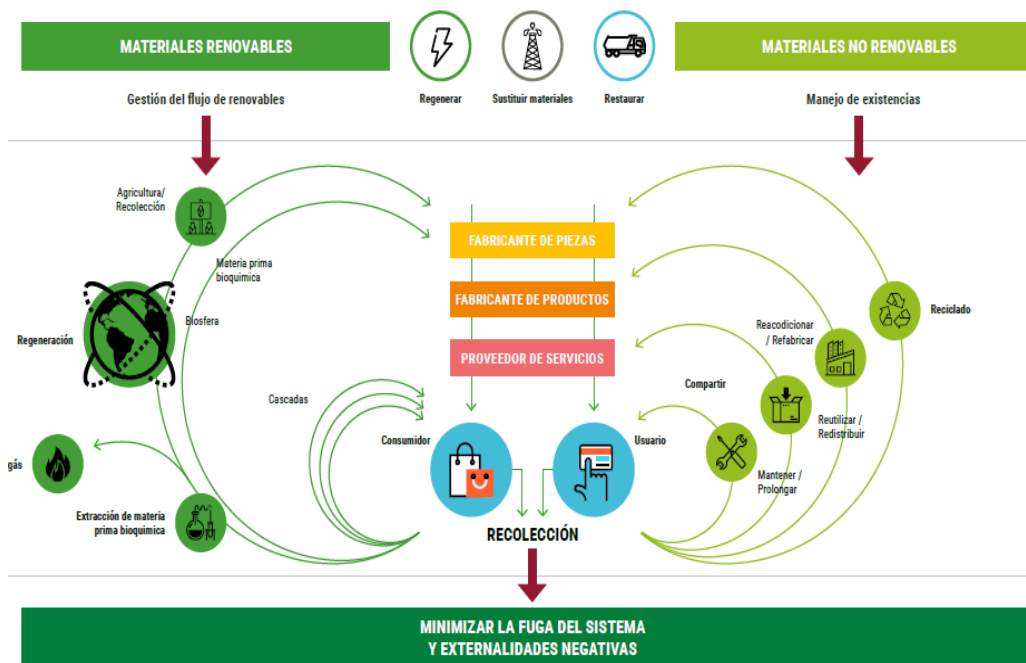 MATERIALES RENOVABLES
MATERIALES NO RENOVABLES
Regenerar
Sustituir materiales
Restaurar
Gestión del flujo de renovables
Manejo de existencias
Agricultura/
Recolección
Materia prima
bioquímica
Biosfera
Regeneración
FABRICANTE DE PIEZAS
FABRICANTE DE PRODUCTOS
PROVEEDOR DE SERVICIOS
Reciclado
Reacodicionar
/ Refabricar
Compartir
Reutilizar /
Redistribuir
Cascadas
Consumidor
Usuario
Mantener /
Prolongar
gás
Extracción de materia
prima bioquimica
RECOLECCIÓN
MINIMIZAR LA FUGA DEL SISTEMA
Y EXTERNALIDADES NEGATIVAS